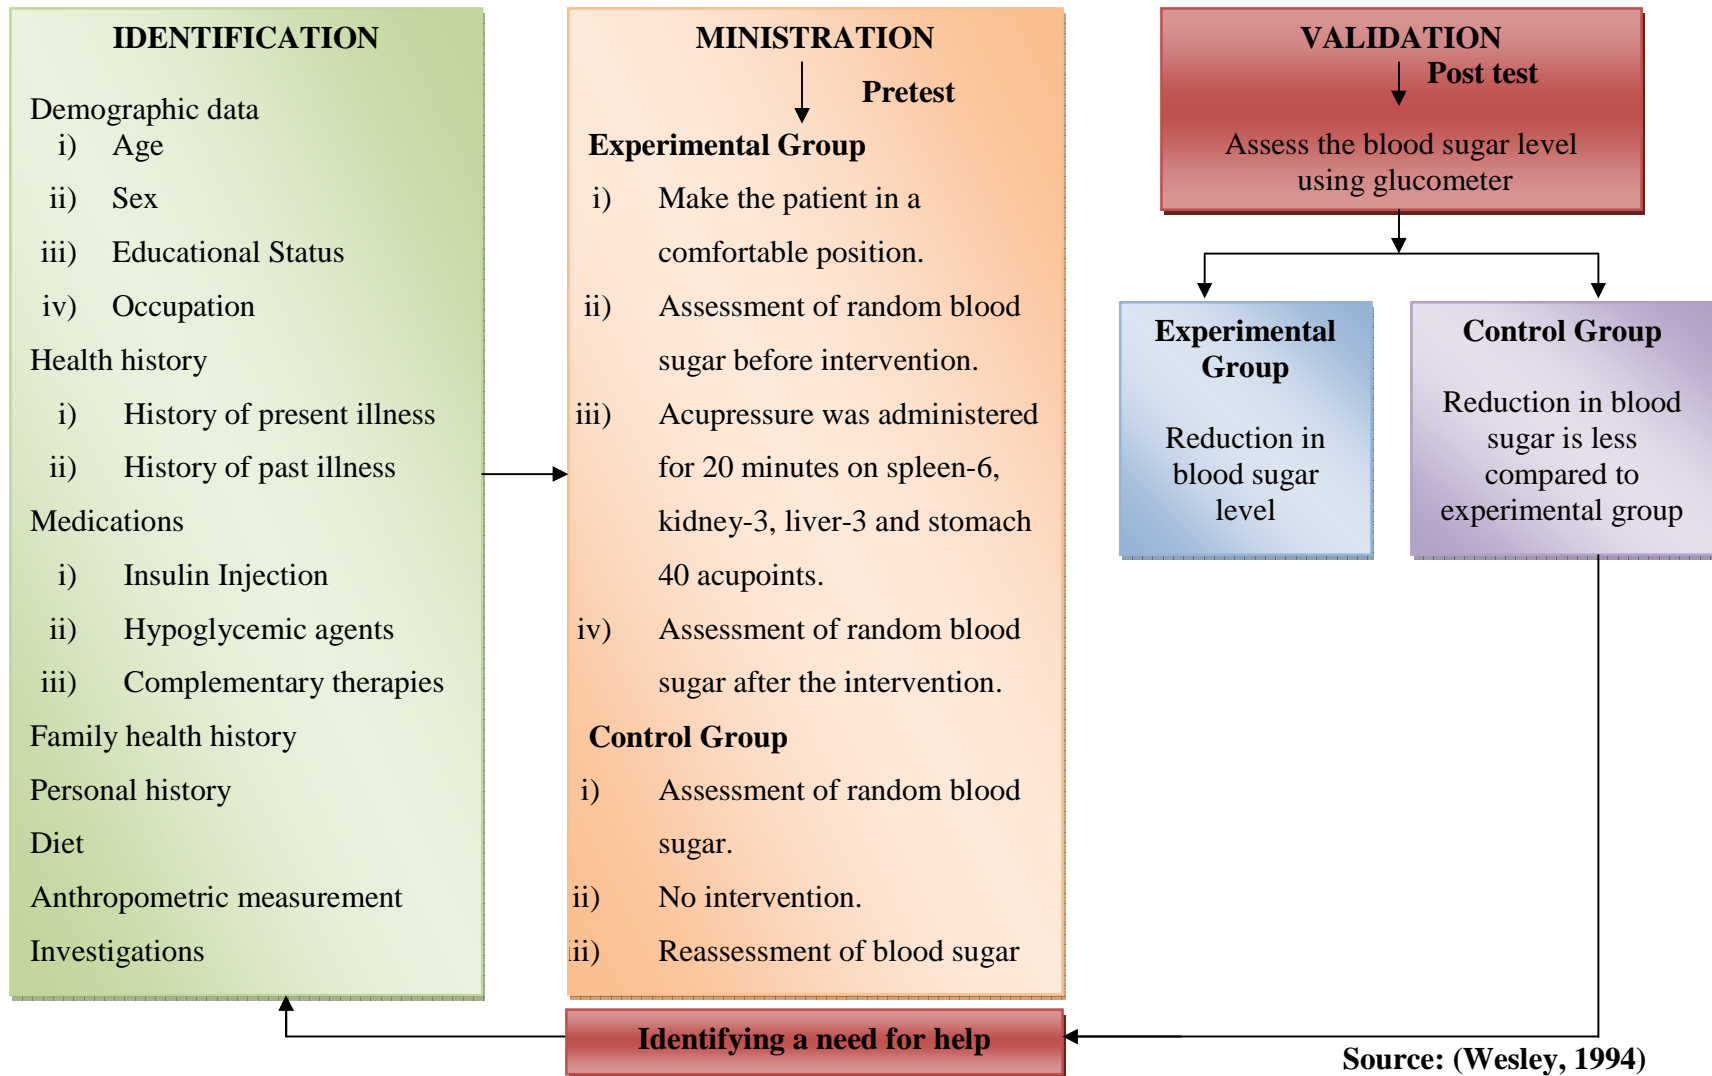 IDENTIFICATION
Demographic data
i) Age
ii) Sex
iii) Educational Status
iv) Occupation
Health history
i) History of present illness
ii) History of past illness
Medications
i) Insulin Injection
ii) Hypoglycemic agents
iii) Complementary therapies
Family health history
Personal history
Diet
Anthropometric measurement
Investigations
MINISTRATION
Pretest
Experimental Group
i) Make the patient in a
comfortable position.
ii) Assessment of random blood
sugar before intervention.
iii) Acupressure was administered
for 20 minutes on spleen-6,
kidney-3, liver-3 and stomach
40 acupoints.
iv) Assessment of random blood
sugar after the intervention.
Control Group
i) Assessment of random blood
sugar.
ii) No intervention.
iii) Reassessment of blood sugar
VALIDATION
Post test
Assess the blood sugar level
using glucometer
Experimental
Group
Reduction in
blood sugar
level
Control Group
Reduction in blood
sugar is less
compared to
experimental group
Identifying a need for help
Source: (Wesley, 1994)